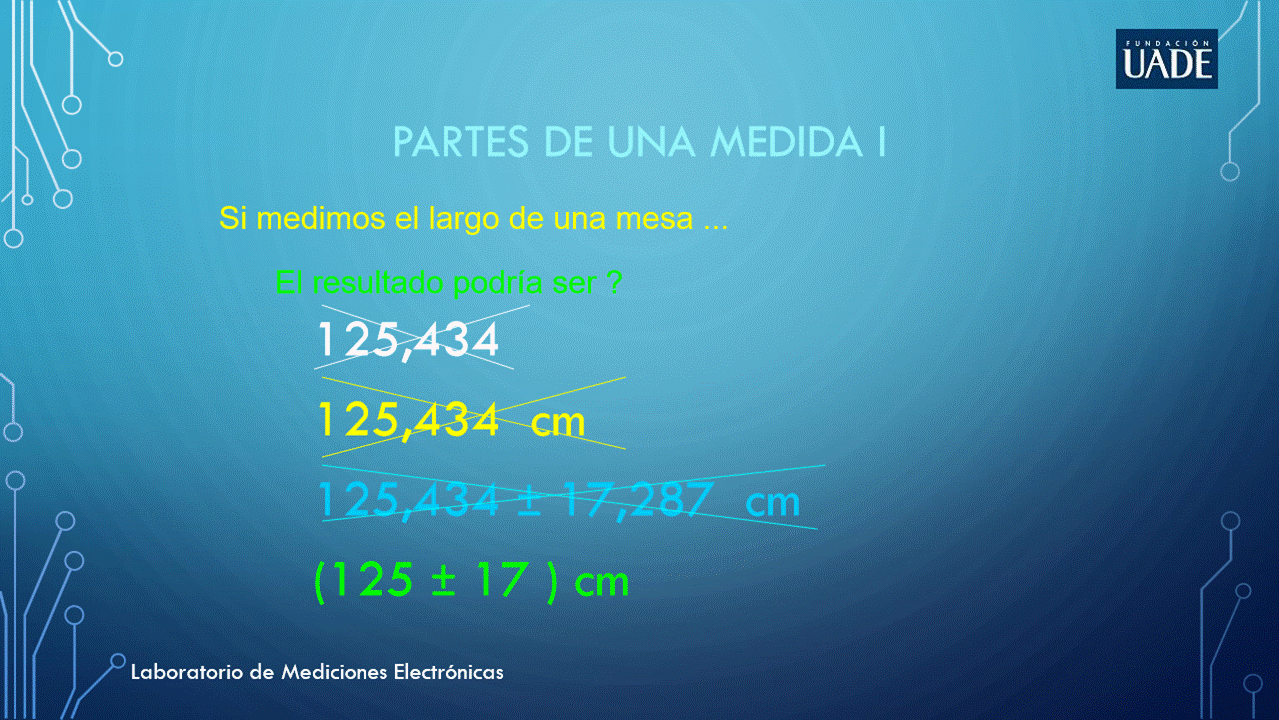 FUNDACIÓN
UADE
PARTES DE UNA MEDIDA I
Si medimos el largo de una mesa ...
El resultado podría ser ?
125,434
125,434 cm
125,434 ± 17,287 cm
(125 ± 17 ) cm
Laboratorio de Mediciones Electrónicas